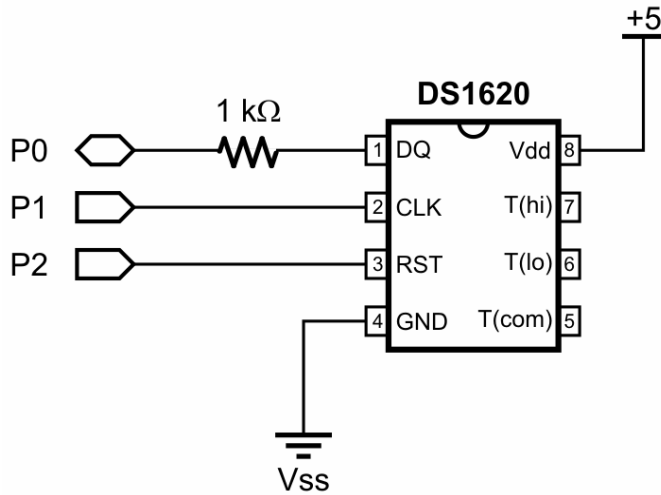 +5
DS1620
1 kΩ
P0
1 DQ Vdd 8
P1
2 CLK T(hi) 7
P2
3 RST T(lo) 6
4 GND T(com) 5
Vss